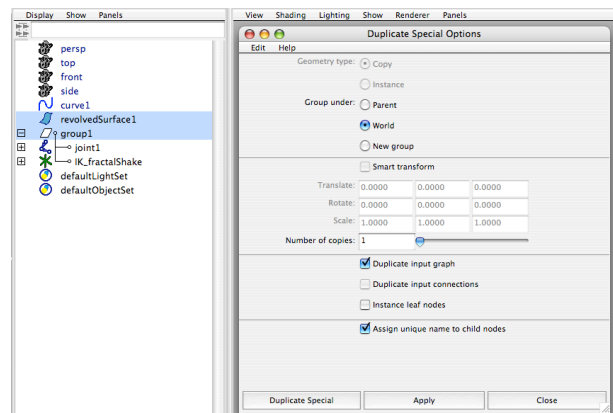 Display Show Panels
persp
top
front
side
curve1
revolvedSurface1
group1
joint1
IK_fractalShake
defaultLightSet
defaultObjectSet
View Shading Lighting Show Renderer Panels
Duplicate Special Options
Edit Help
Geometry type: Copy
Instance
Group under: Parent
World
New group
Smart transform
Translate: 0.0000 0.0000 0.0000
Rotate: 0.0000 0.0000 0.0000
Scale: 1.0000 1.0000 1.0000
Number of copies: 1
Duplicate input graph
Duplicate input connections
Instance leaf nodes
Assign unique name to child nodes
Duplicate Special Apply Close